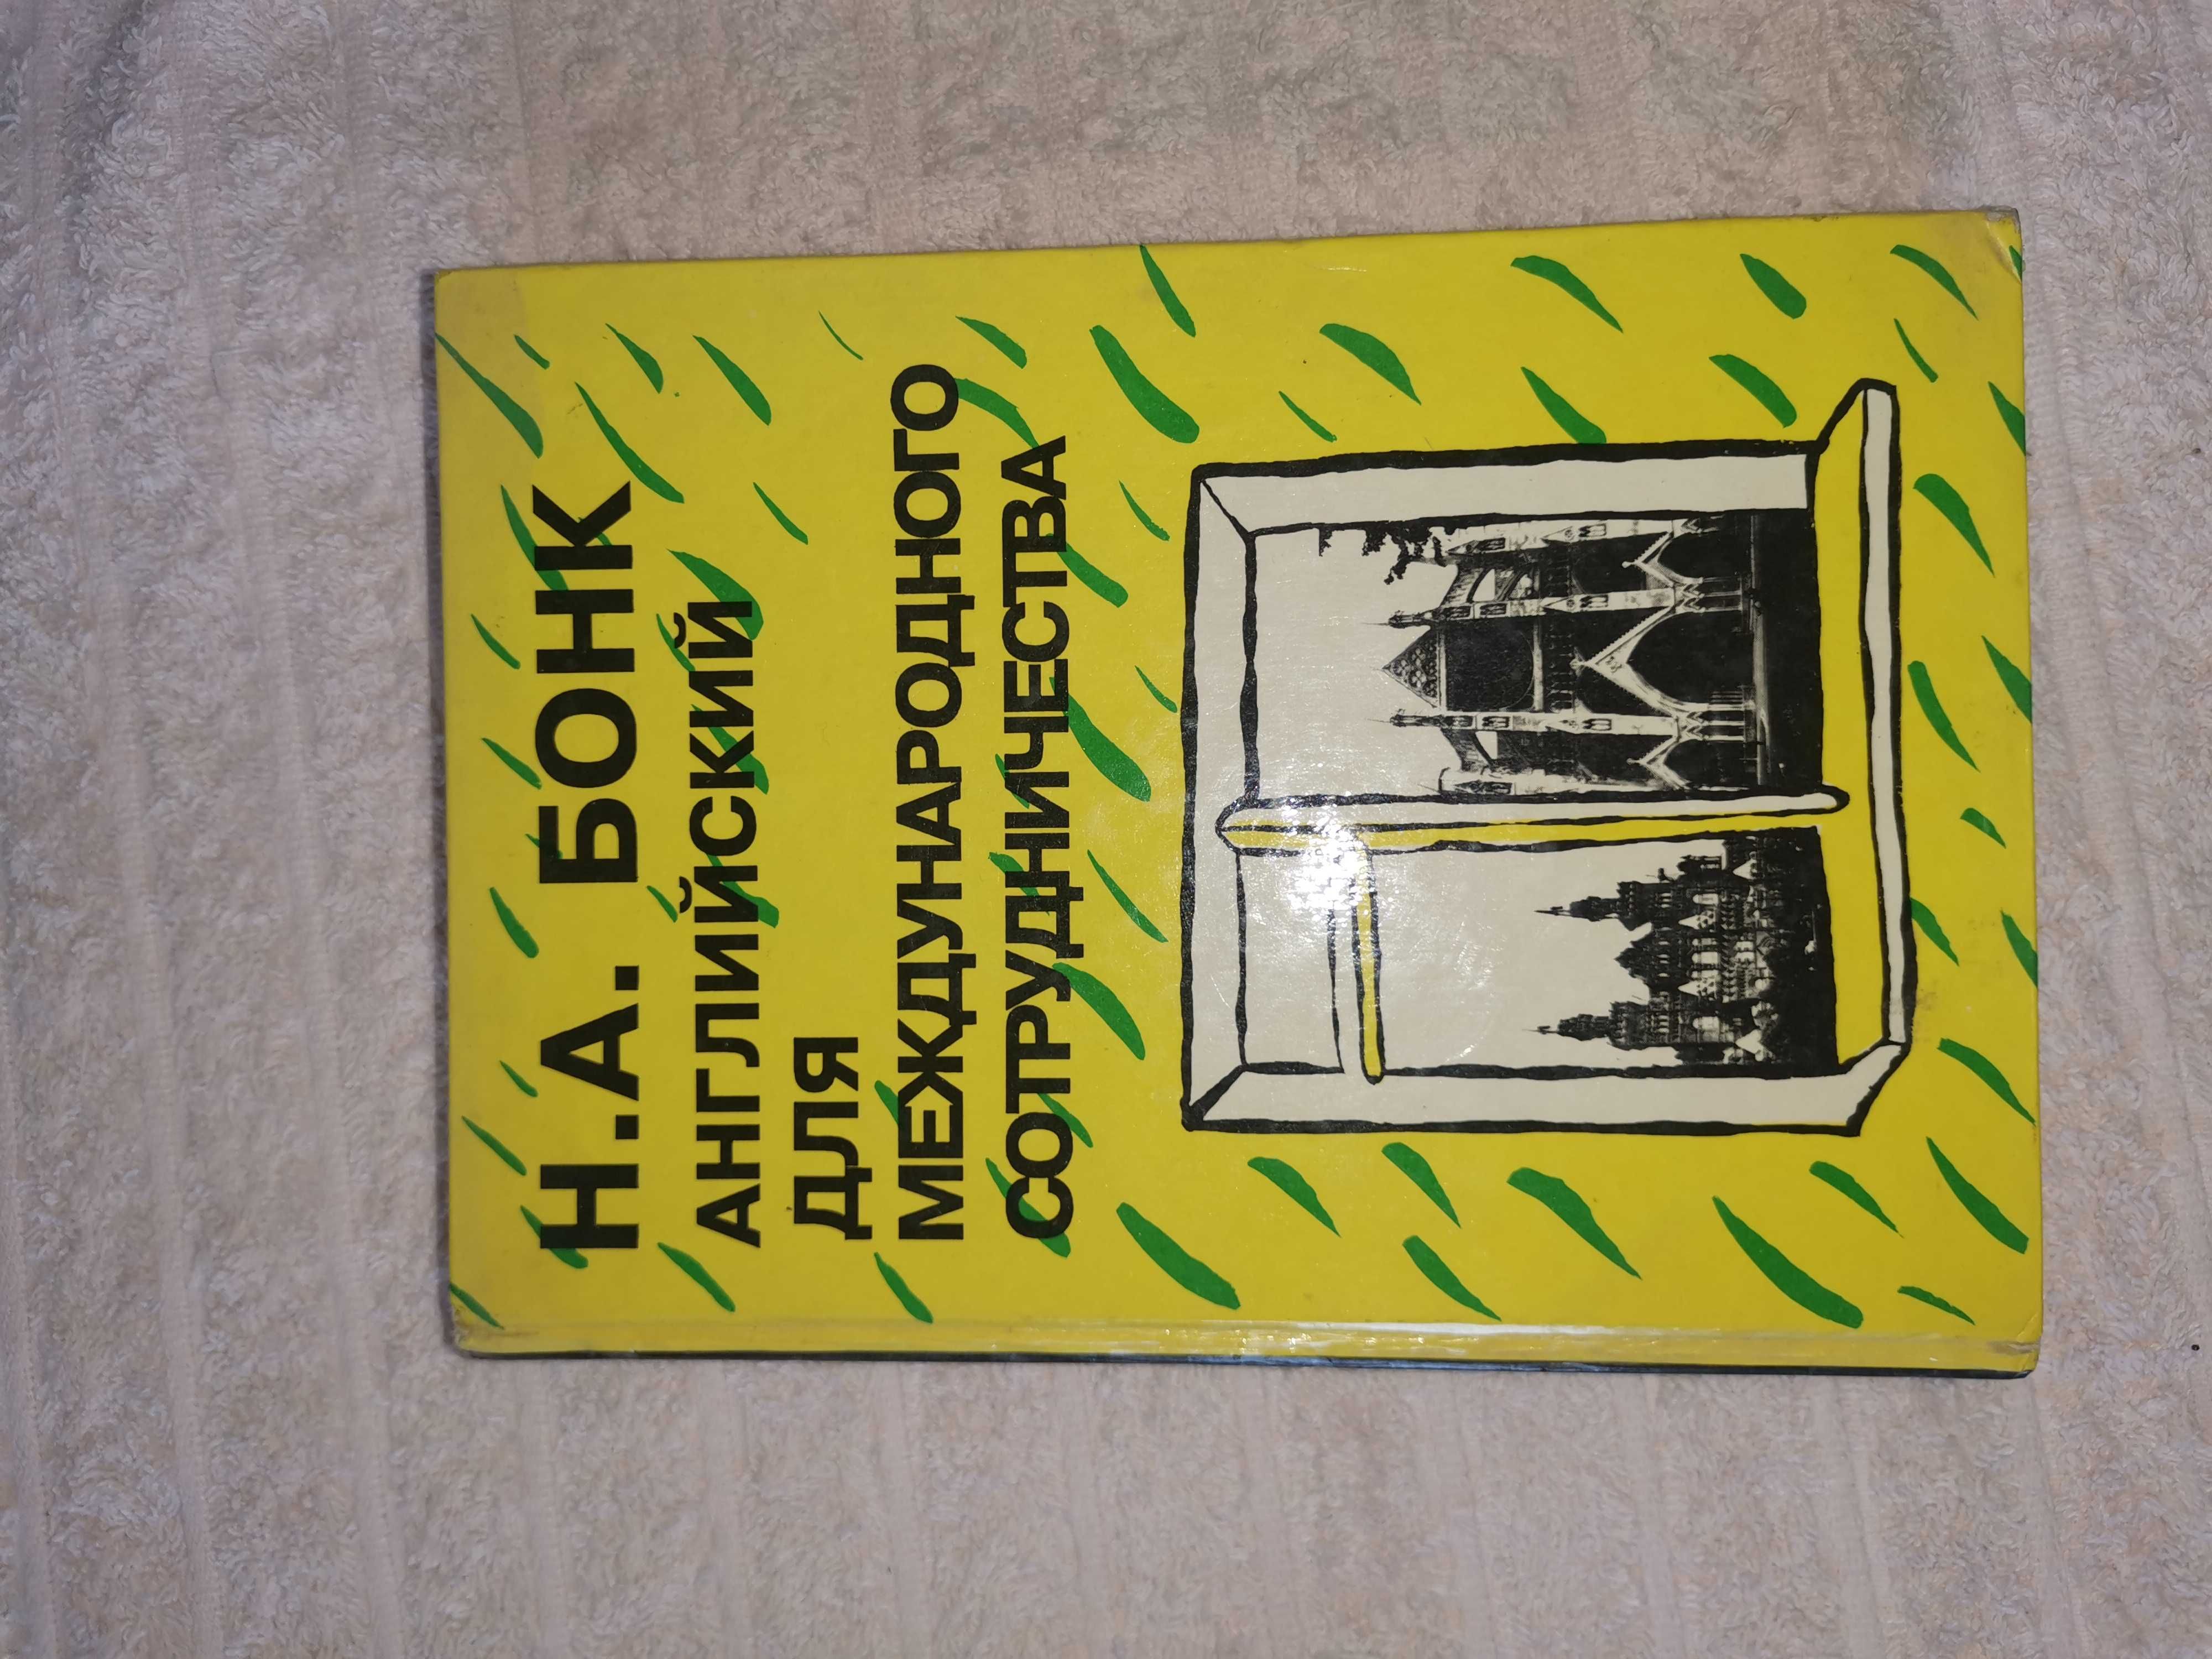 Н.А. БОНК
АНГЛИЙСКИЙ
ДЛЯ
МЕЖДУНАРОДНОГО
СОТРУДНИЧЕСТВА